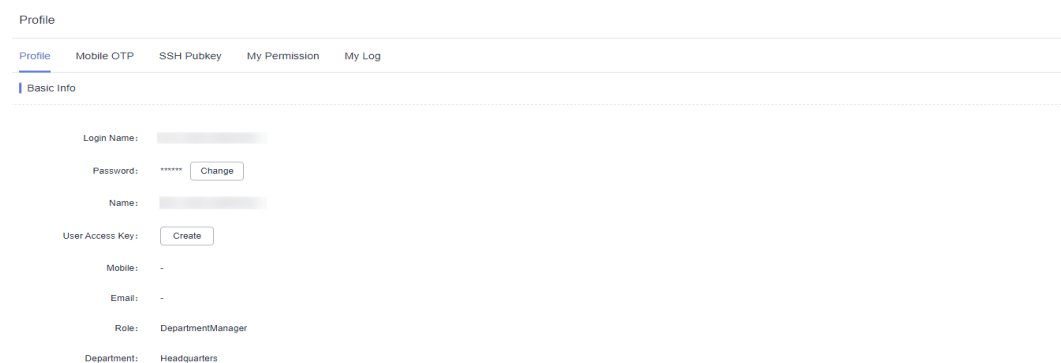 Profile
Profile Mobile OTP SSH Pubkey My Permission My Log
Basic Info
Login Name:
Password: ****** Change
Name:
User Access Key: Create
Mobile: -
Email: -
Role: DepartmentManager
Department: Headquarters